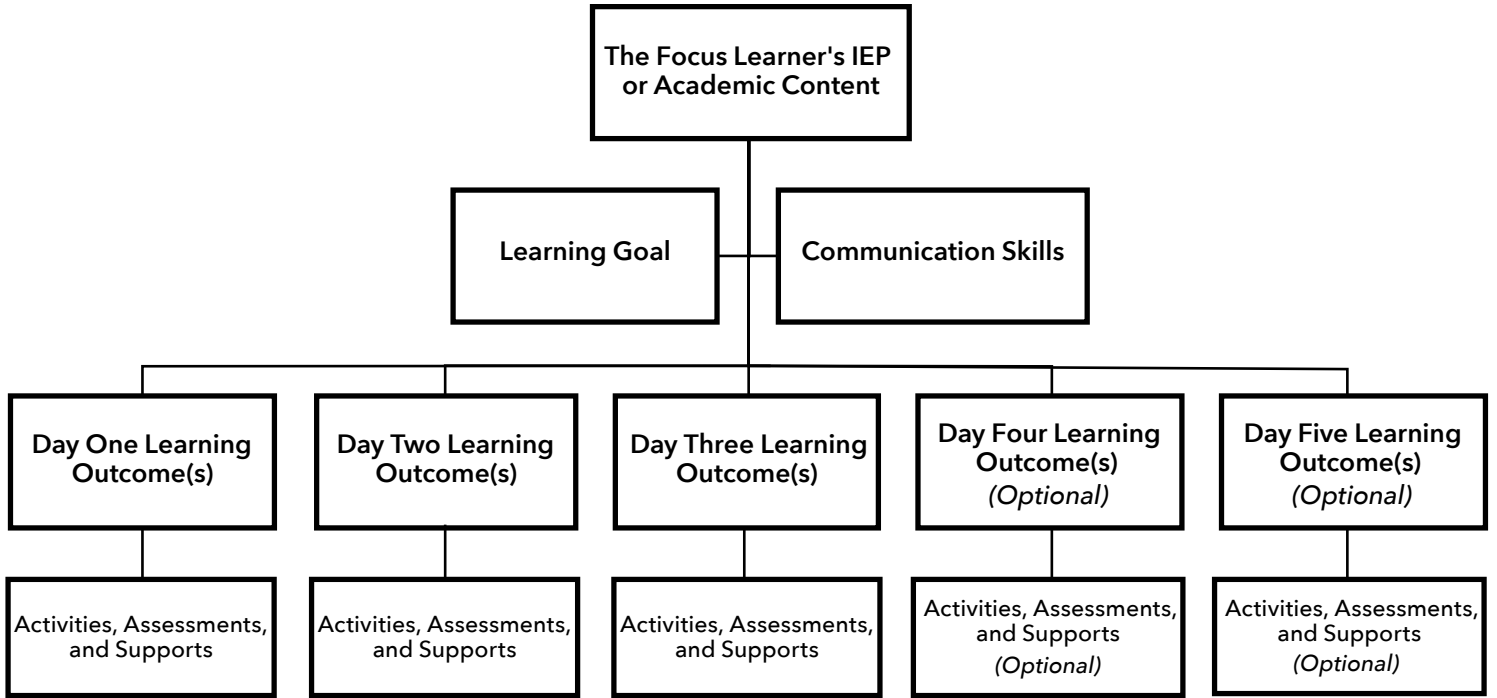 The Focus Learner's IEP
or Academic Content
Learning Goal
Communication Skills
Day One Learning
Outcome(s)
Day Two Learning
Outcome(s)
Day Three Learning
Outcome(s)
Day Four Learning
Outcome(s)
(Optional)
Day Five Learning
Outcome(s)
(Optional)
Activities, Assessments,
and Supports
Activities, Assessments,
and Supports
Activities, Assessments,
and Supports
Activities, Assessments,
and Supports
(Optional)
Activities, Assessments,
and Supports
(Optional)